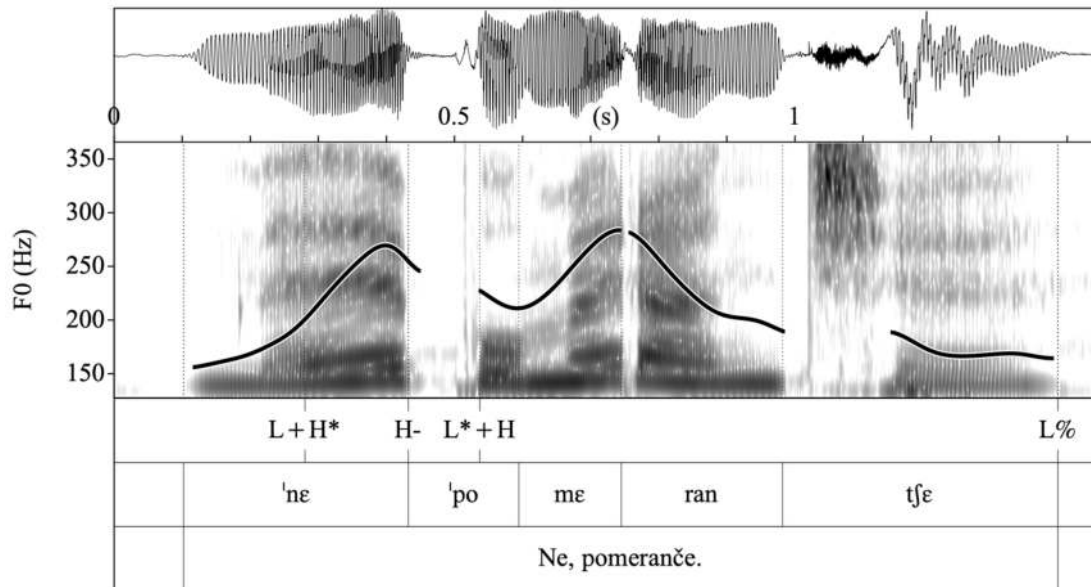 0 0.5 (s) 1
350
300
250
200
150
F0 (Hz)
L+H* H- L*+H L%
ˈnɛ ˈpo mɛ ran tʃɛ
Ne, pomeranče.